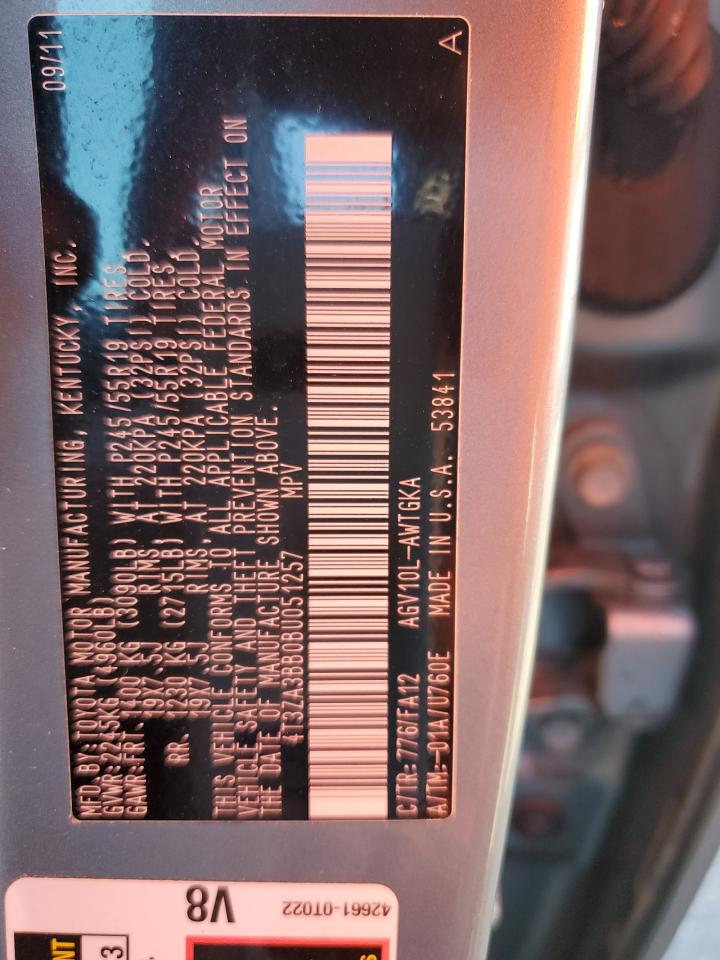 MFD BY:TOYOTA MOTOR MANUFACTURING, KENTUCKY, INC. 09/11
GVWR:2245KG (4960LB)
GAWR:FRT 1400 KG (3090LB) WITH P245/55R19 TIRES,
19X7.5J RIMS, AT 220KPA (32PSI) COLD.
RR. 1230 KG (2715LB) WITH P245/55R19 TIRES,
19X7.5J RIMS, AT 220KPA (32PSI) COLD.
THIS VEHICLE CONFORMS TO ALL APPLICABLE FEDERAL MOTOR
VEHICLE SAFETY AND THEFT PREVENTION STANDARDS IN EFFECT ON
THE DATE OF MANUFACTURE SHOWN ABOVE.
4T3ZA3BB0BU051257 MPV
C/TR:776/FA12 AGV10L-AWTGKA
A/TM:-01A/0760E MADE IN U.S.A. 53841 A
V8
42661-0T022
3